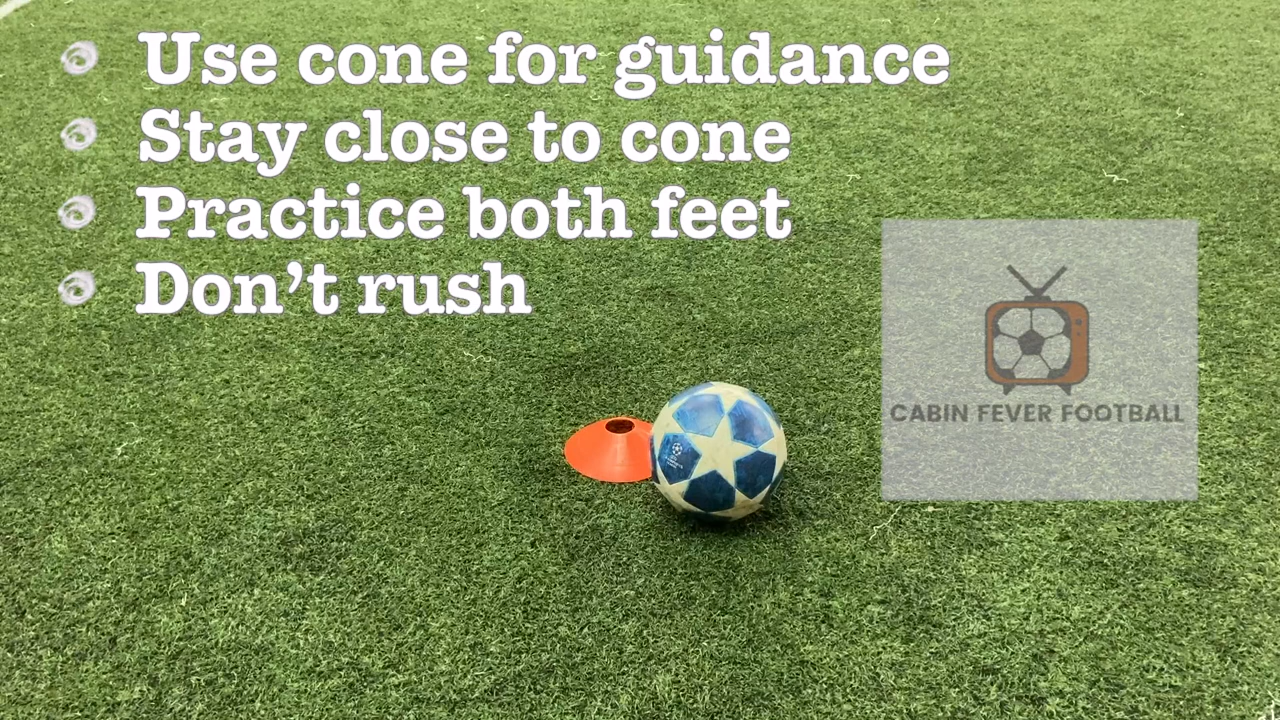 Use cone for guidance
Stay close to cone
Practice both feet
Don’t rush
CABIN FEVER FOOTBALL